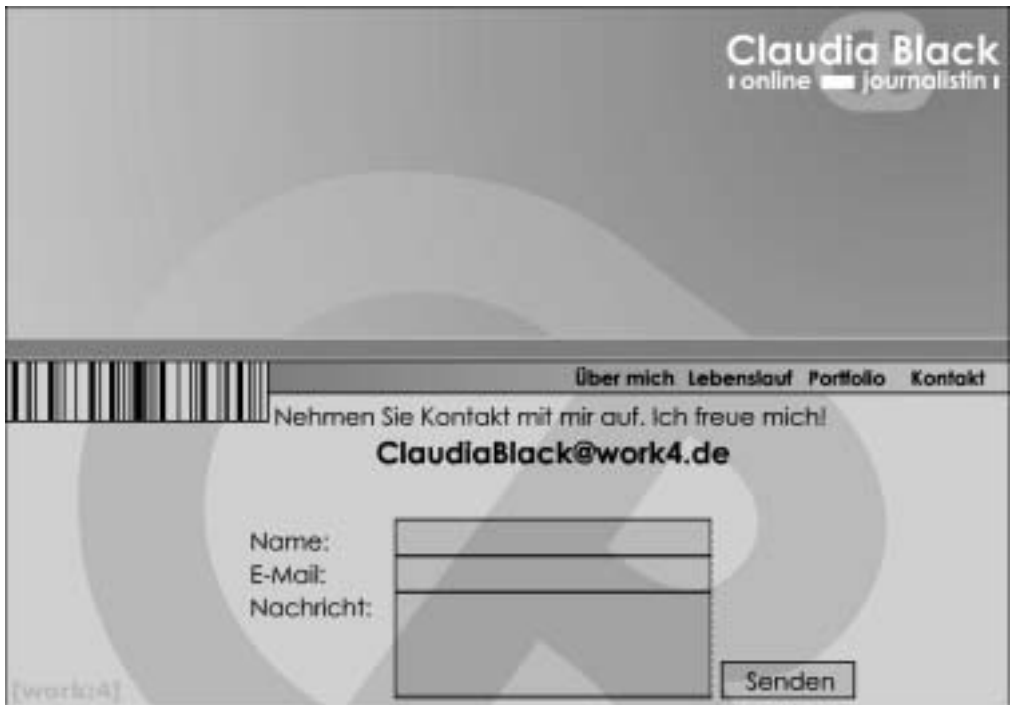 Claudia Black
online journalistin
Über mich Lebenslauf Portfolio Kontakt
Nehmen Sie Kontakt mit mir auf. Ich freue mich!
ClaudiaBlack@work4.de
Name:
E-Mail:
Nachricht:
Senden
[work:4]